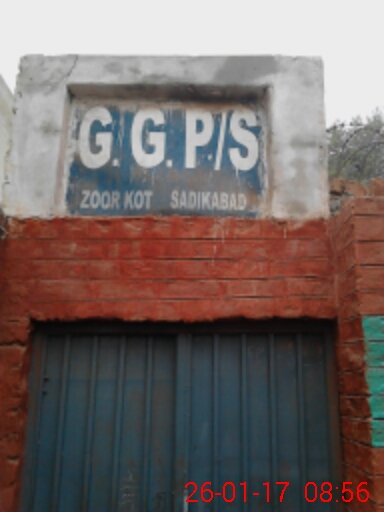 G. G. P./S
ZOOR KOT SADIKABAD
26-01-17 08:56